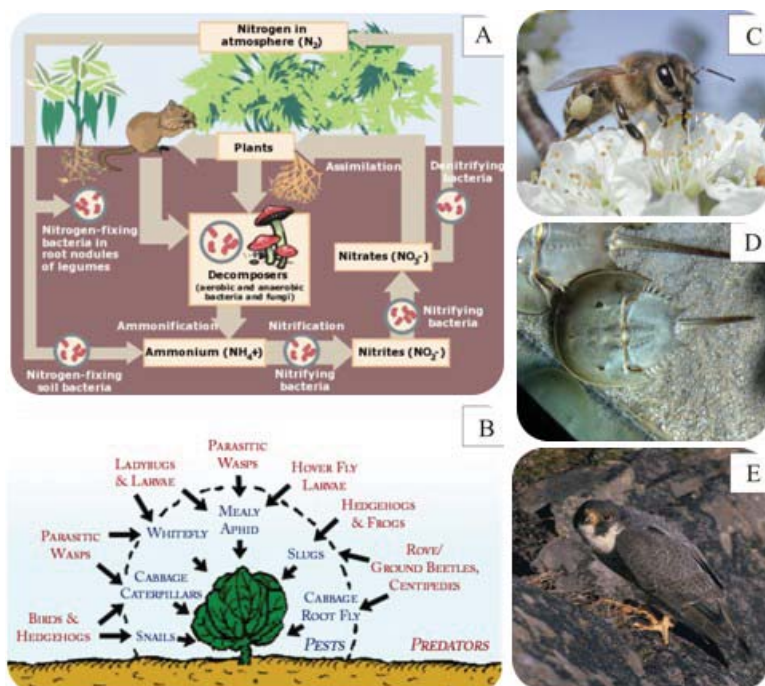 A
Nitrogen in
atmosphere (N2)
Plants
Assimilation
Denitrifying
bacteria
Nitrogen-fixing
bacteria in
root nodules
of legumes
Decomposers
(aerobic and anaerobic
bacteria and fungi)
Nitrates (NO3-)
Ammonification
Nitrification
Nitrifying
bacteria
Ammonium (NH4+)
Nitrites (NO2-)
Nitrogen-fixing
soil bacteria
Nitrifying
bacteria
B
PARASITIC
WASPS
LADYBUGS
& LARVAE
HOVER FLY
LARVAE
HEDGEHOGS
& FROGS
WHITEFLY
MEALY
APHID
PARASITIC
WASPS
SLUGS
ROVE/
GROUND BEETLES,
CENTIPEDES
CABBAGE
CATERPILLARS
CABBAGE
ROOT FLY
BIRDS &
HEDGEHOGS
SNAILS
PESTS
PREDATORS
C
D
E